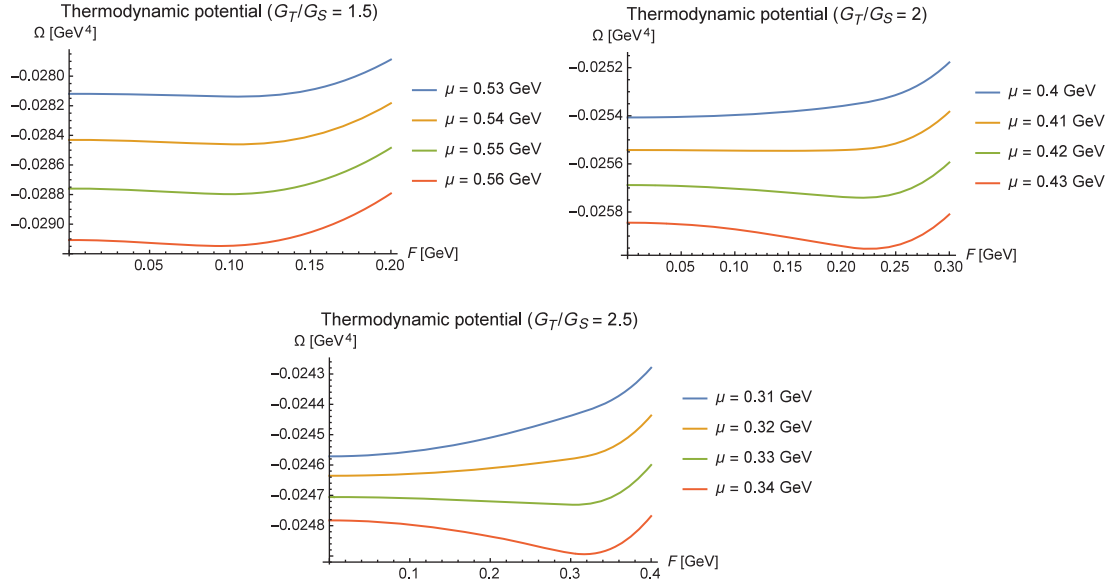 Thermodynamic potential (G_T/G_S = 1.5)
Ω [GeV⁴]
−0.0280
−0.0282
−0.0284
−0.0286
−0.0288
−0.0290
0.05 0.10 0.15 0.20
F [GeV]
μ = 0.53 GeV
μ = 0.54 GeV
μ = 0.55 GeV
μ = 0.56 GeV
Thermodynamic potential (G_T/G_S = 2)
Ω [GeV⁴]
−0.0252
−0.0254
−0.0256
−0.0258
0.05 0.10 0.15 0.20 0.25 0.30
F [GeV]
μ = 0.4 GeV
μ = 0.41 GeV
μ = 0.42 GeV
μ = 0.43 GeV
Thermodynamic potential (G_T/G_S = 2.5)
Ω [GeV⁴]
−0.0243
−0.0244
−0.0245
−0.0246
−0.0247
−0.0248
0.1 0.2 0.3 0.4
F [GeV]
μ = 0.31 GeV
μ = 0.32 GeV
μ = 0.33 GeV
μ = 0.34 GeV